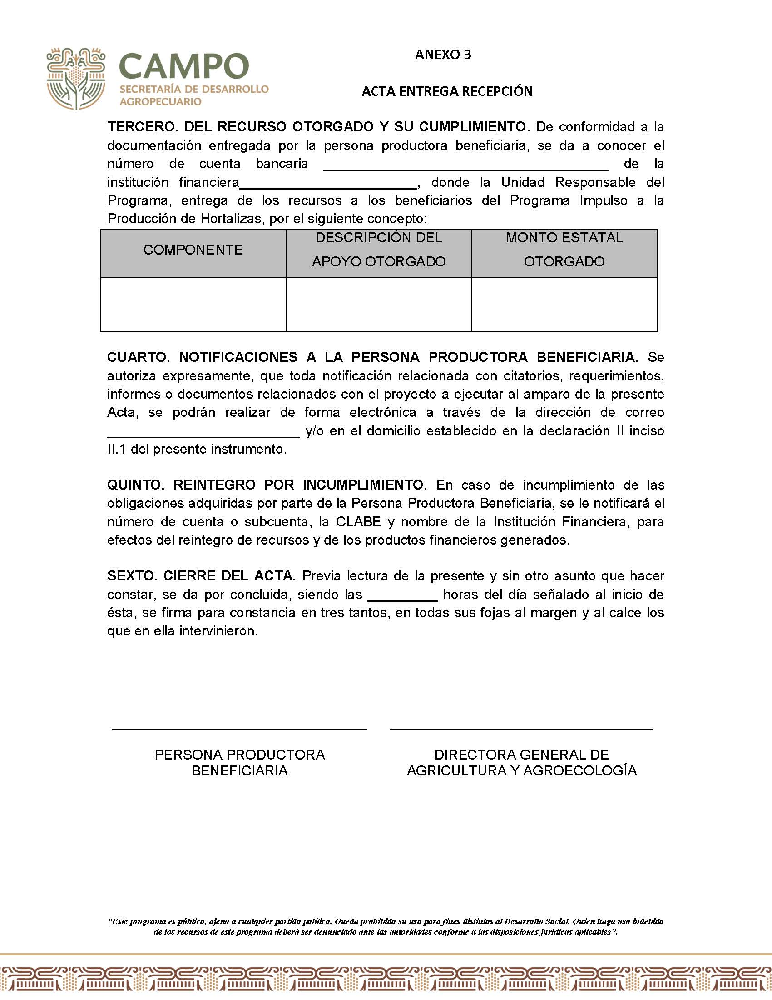 CAMPO
SECRETARÍA DE DESARROLLO
AGROPECUARIO
ANEXO 3
ACTA ENTREGA RECEPCIÓN
TERCERO. DEL RECURSO OTORGADO Y SU CUMPLIMIENTO. De conformidad a la
documentación entregada por la persona productora beneficiaria, se da a conocer el
número de cuenta bancaria ______________________________________ de la
institución financiera_______________________, donde la Unidad Responsable del
Programa, entrega de los recursos a los beneficiarios del Programa Impulso a la
Producción de Hortalizas, por el siguiente concepto:
COMPONENTE
DESCRIPCIÓN DEL
APOYO OTORGADO
MONTO ESTATAL
OTORGADO
CUARTO. NOTIFICACIONES A LA PERSONA PRODUCTORA BENEFICIARIA. Se
autoriza expresamente, que toda notificación relacionada con citatorios, requerimientos,
informes o documentos relacionados con el proyecto a ejecutar al amparo de la presente
Acta, se podrán realizar de forma electrónica a través de la dirección de correo
_________________________ y/o en el domicilio establecido en la declaración II inciso
II.1 del presente instrumento.
QUINTO. REINTEGRO POR INCUMPLIMIENTO. En caso de incumplimiento de las
obligaciones adquiridas por parte de la Persona Productora Beneficiaria, se le notificará el
número de cuenta o subcuenta, la CLABE y nombre de la Institución Financiera, para
efectos del reintegro de recursos y de los productos financieros generados.
SEXTO. CIERRE DEL ACTA. Previa lectura de la presente y sin otro asunto que hacer
constar, se da por concluida, siendo las _________ horas del día señalado al inicio de
ésta, se firma para constancia en tres tantos, en todas sus fojas al margen y al calce los
que en ella intervinieron.
PERSONA PRODUCTORA
BENEFICIARIA
DIRECTORA GENERAL DE
AGRICULTURA Y AGROECOLOGÍA
“Este programa es público, ajeno a cualquier partido político. Queda prohibido su uso para fines distintos al Desarrollo Social. Quien haga uso indebido
de los recursos de este programa deberá ser denunciado ante las autoridades conforme a las disposiciones jurídicas aplicables”.